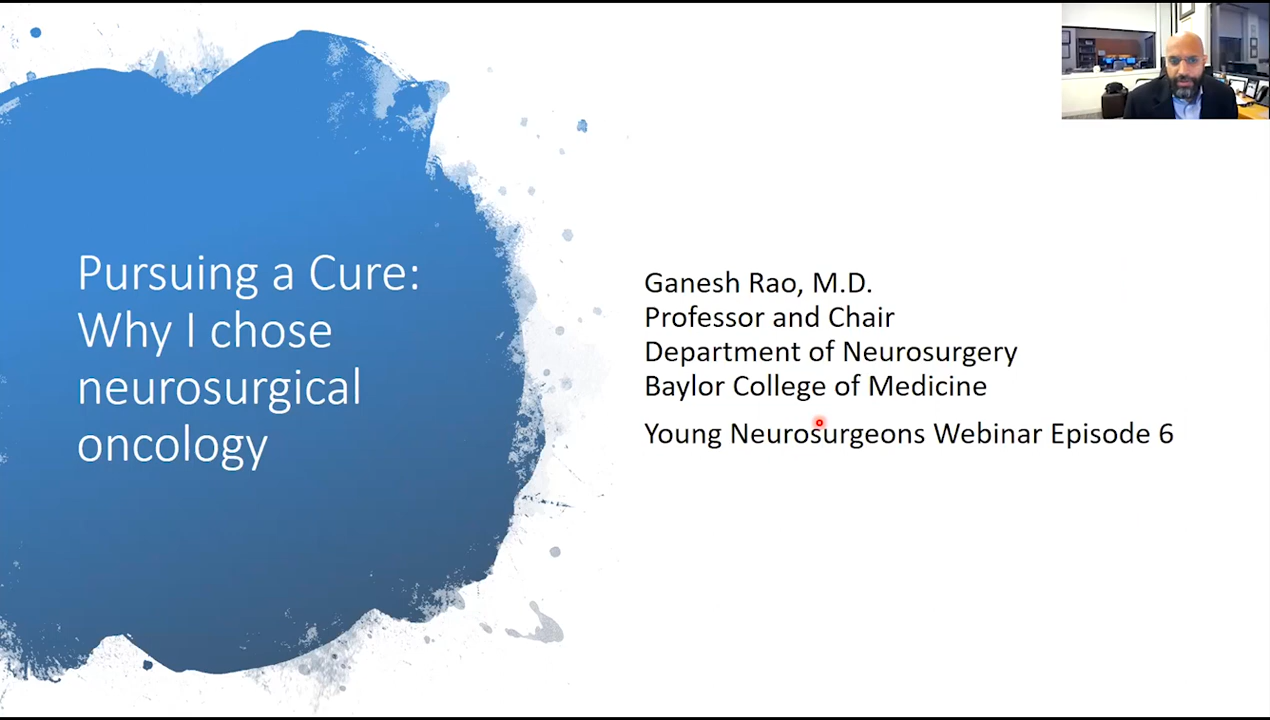 Pursuing a Cure:
Why I chose
neurosurgical
oncology
Ganesh Rao, M.D.
Professor and Chair
Department of Neurosurgery
Baylor College of Medicine
Young Neurosurgeons Webinar Episode 6